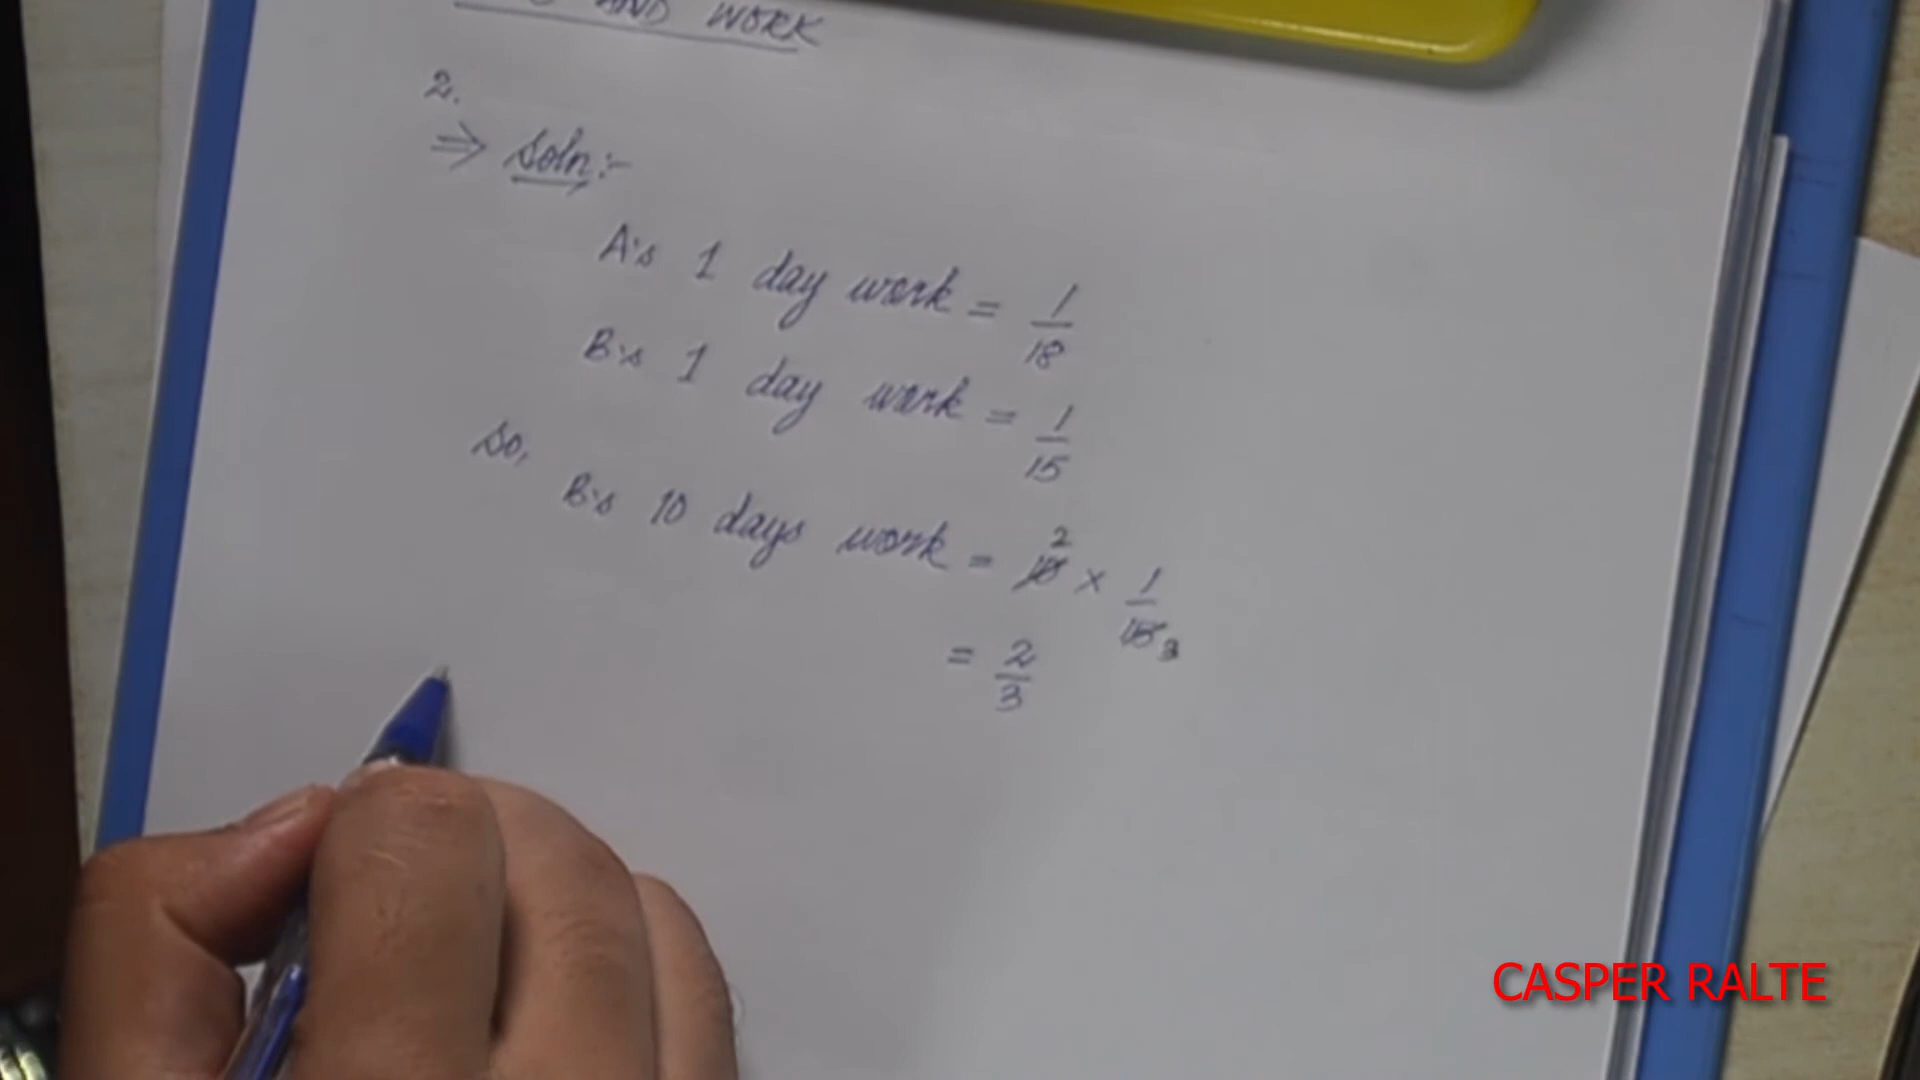 AND WORK
2.
⇒ Soln:-
A's 1 day work = 1/18
B's 1 day work = 1/15
So,
B's 10 days work = 10 2 × 1/15 3
= 2/3
CASPER RALTE